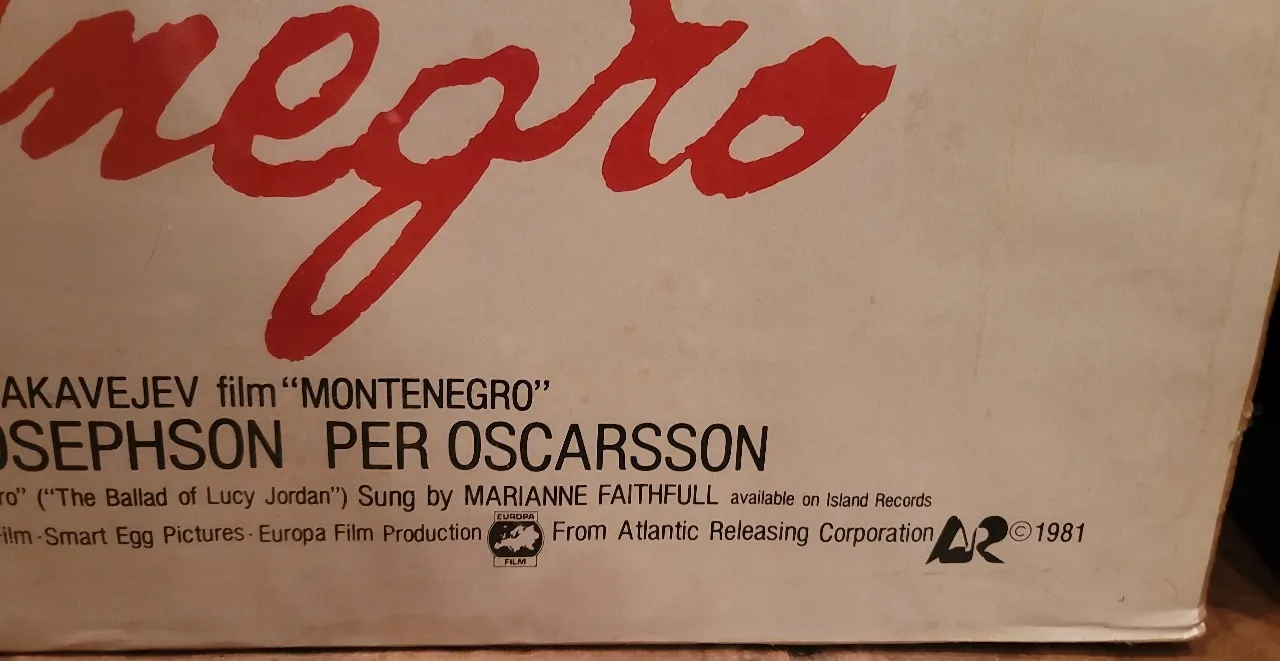 negro
AKAVEJEV film "MONTENEGRO"
OSEPHSON PER OSCARSSON
ro" ("The Ballad of Lucy Jordan") Sung by MARIANNE FAITHFULL available on Island Records
ilm - Smart Egg Pictures - Europa Film Production EUROPA FILM From Atlantic Releasing Corporation AR © 1981